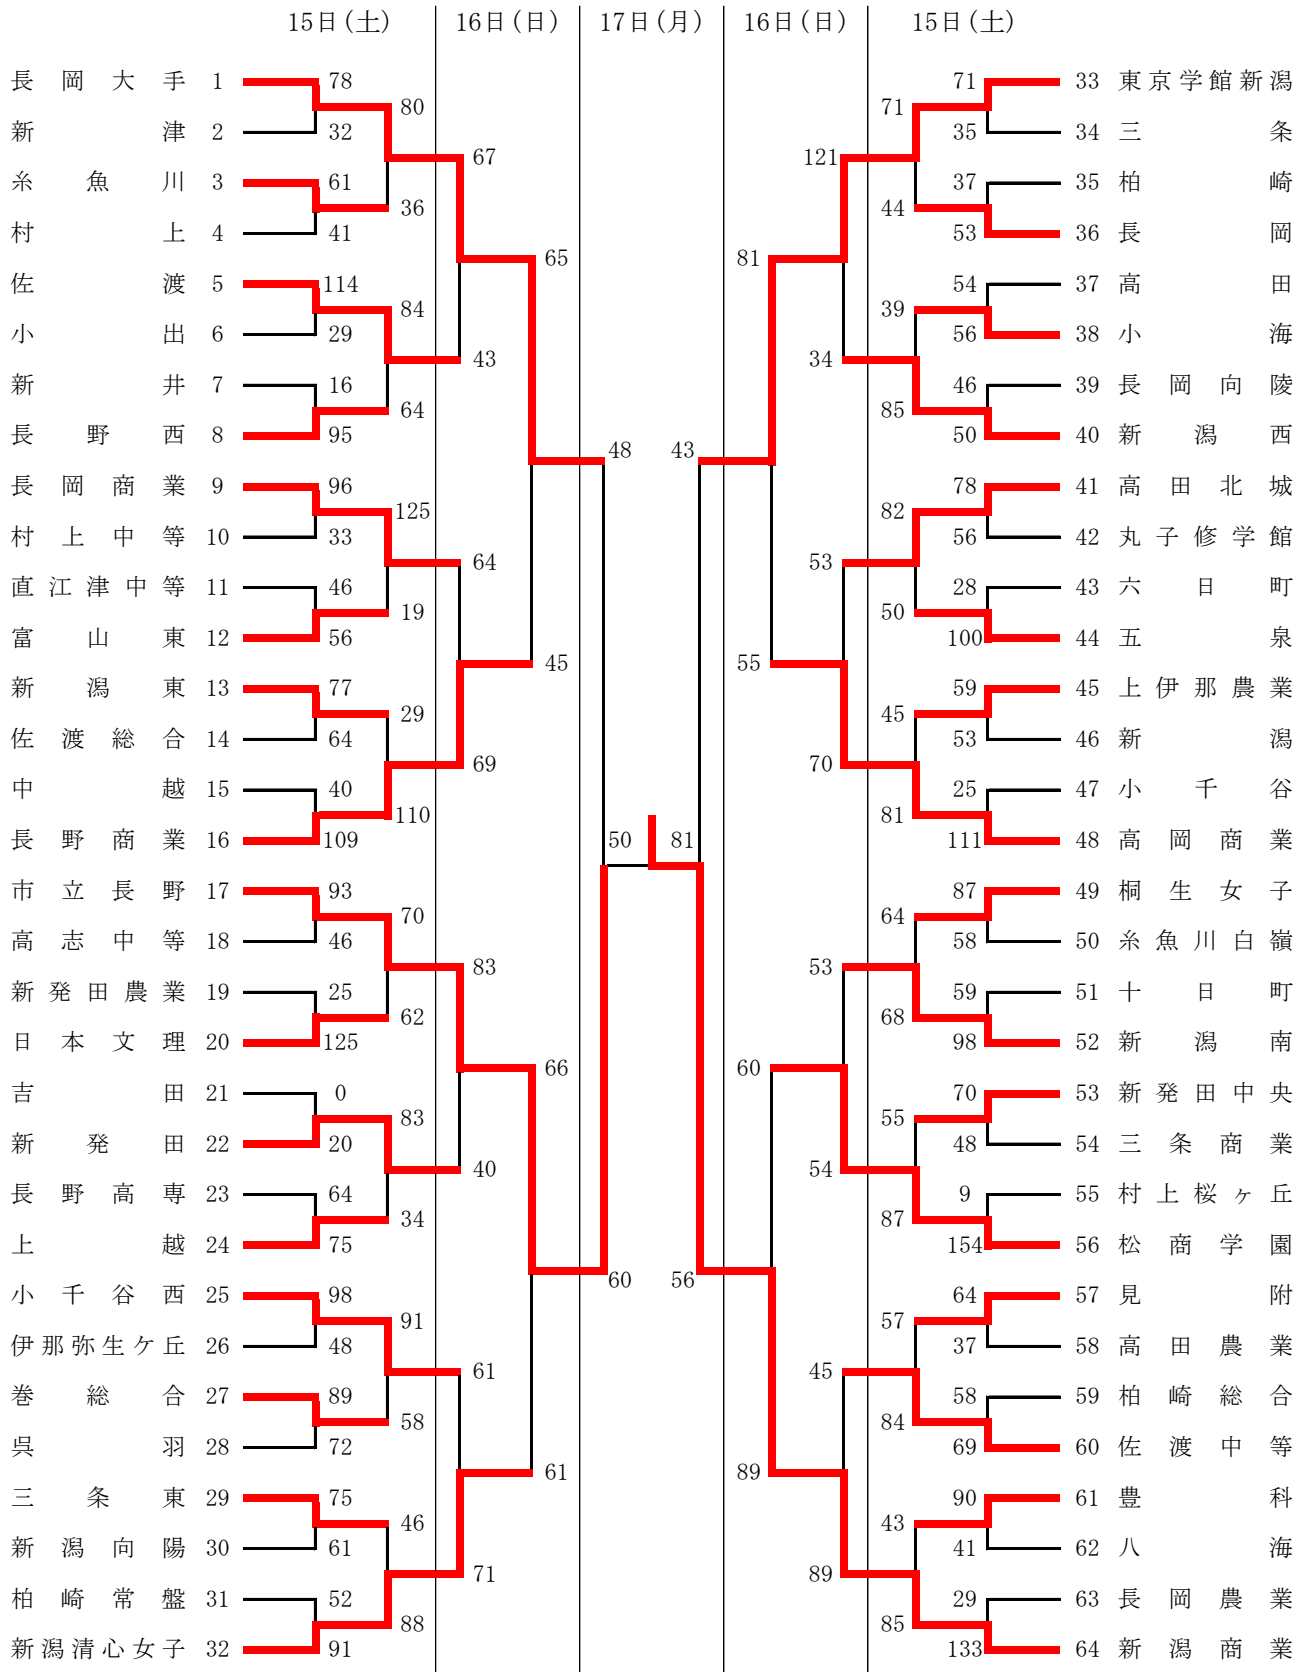 15日(土) 16日(日) 17日(月) 16日(日) 15日(土)
長岡大手 1 78 71 33 東京学館新潟
80 71
新津 2 32 35 34 三条
67 121
糸魚川 3 61 37 35 柏崎
36 44
村上 4 41 53 36 長岡
65 81
佐渡 5 114 54 37 高田
84 39
小出 6 29 56 38 小海
43 34
新井 7 16 46 39 長岡向陵
64 85
長野西 8 95 50 40 新潟西
48 43
長岡商業 9 96 78 41 高田北城
125 82
村上中等 10 33 56 42 丸子修学館
64 53
直江津中等 11 46 28 43 六日町
19 50
富山東 12 56 100 44 五泉
45 55
新潟東 13 77 59 45 上伊那農業
29 45
佐渡総合 14 64 53 46 新潟
69 70
中越 15 40 25 47 小千谷
110 81
長野商業 16 109 50 81 111 48 高岡商業
市立長野 17 93 87 49 桐生女子
70 64
高志中等 18 46 58 50 糸魚川白嶺
83 53
新発田農業 19 25 59 51 十日町
62 68
日本文理 20 125 98 52 新潟南
66 60
吉田 21 0 70 53 新発田中央
83 55
新発田 22 20 48 54 三条商業
40 54
長野高専 23 64 9 55 村上桜ヶ丘
34 87
上越 24 75 154 56 松商学園
60 56
小千谷西 25 98 64 57 見附
91 57
伊那弥生ケ丘 26 48 37 58 高田農業
61 45
巻総合 27 89 58 59 柏崎総合
58 84
呉羽 28 72 69 60 佐渡中等
61 89
三条東 29 75 90 61 豊科
46 43
新潟向陽 30 61 41 62 八海
71 89
柏崎常盤 31 52 29 63 長岡農業
88 85
新潟清心女子 32 91 133 64 新潟商業